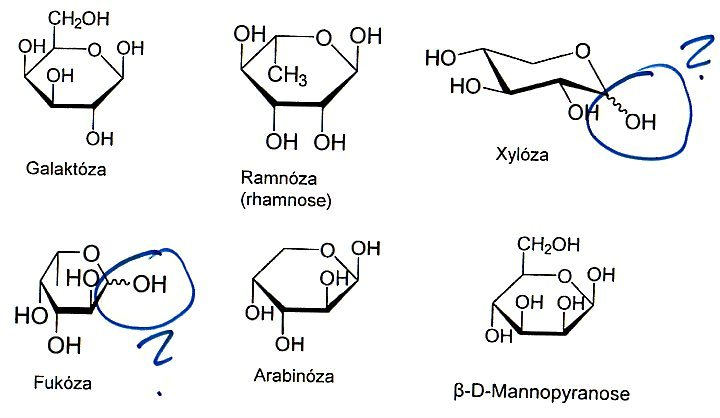 CH2OH
OH
O
OH
OH
OH
Galaktóza
OH
O
OH
CH3
OH
OH
Ramnóza
(rhamnose)
HO
O
HO
OH
OH
Xylóza
?
O
HO
OH
HO
OH
Fukóza
?
O
OH
OH
OH
OH
Arabinóza
CH2OH
O
OH
OH
OH
OH
β-D-Mannopyranose